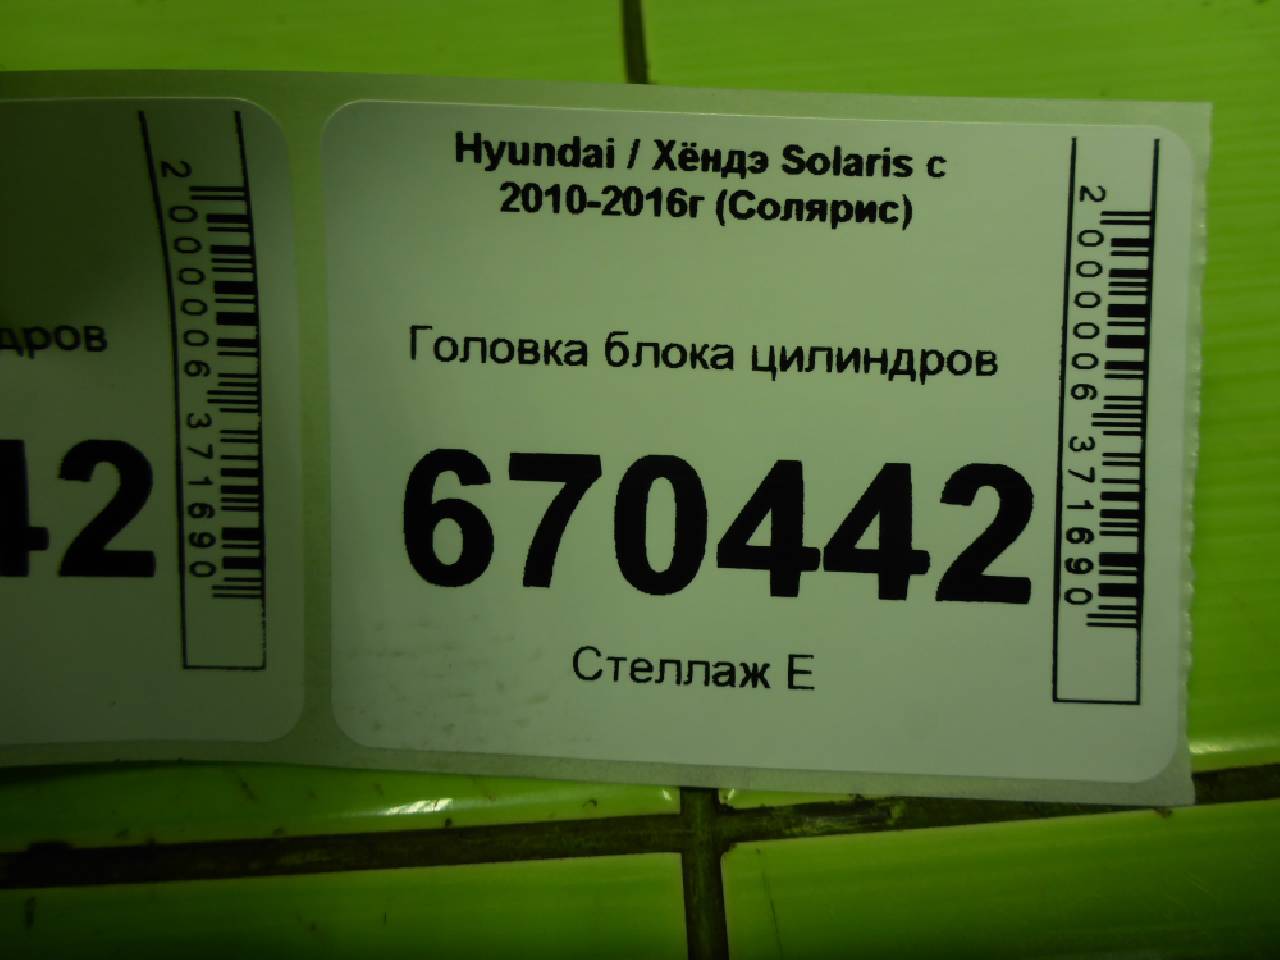 Hyundai / Хёндэ Solaris с
2010-2016г (Солярис)
Головка блока цилиндров
670442
Стеллаж Е
2000006371690
дров
42
2000006371690